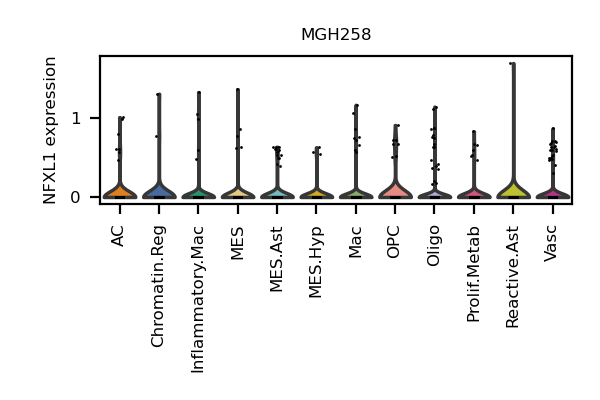 MGH258
NFXL1 expression
1
0
AC
Chromatin.Reg
Inflammatory.Mac
MES
MES.Ast
MES.Hyp
Mac
OPC
Oligo
Prolif.Metab
Reactive.Ast
Vasc